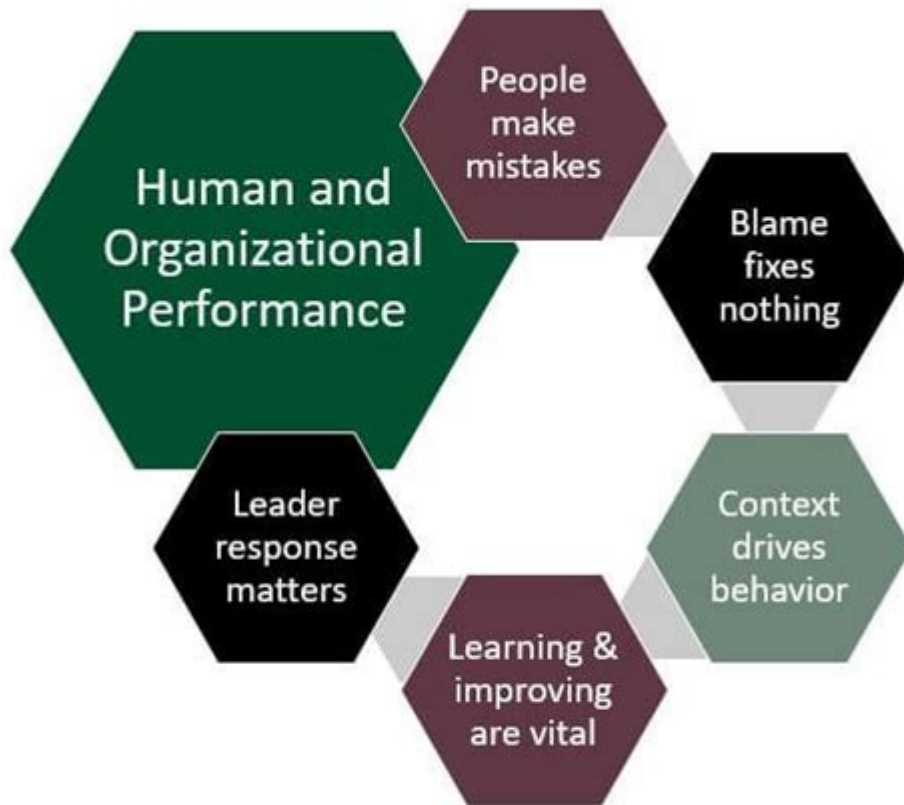 Human and
Organizational
Performance
People
make
mistakes
Blame
fixes
nothing
Context
drives
behavior
Learning &
improving
are vital
Leader
response
matters